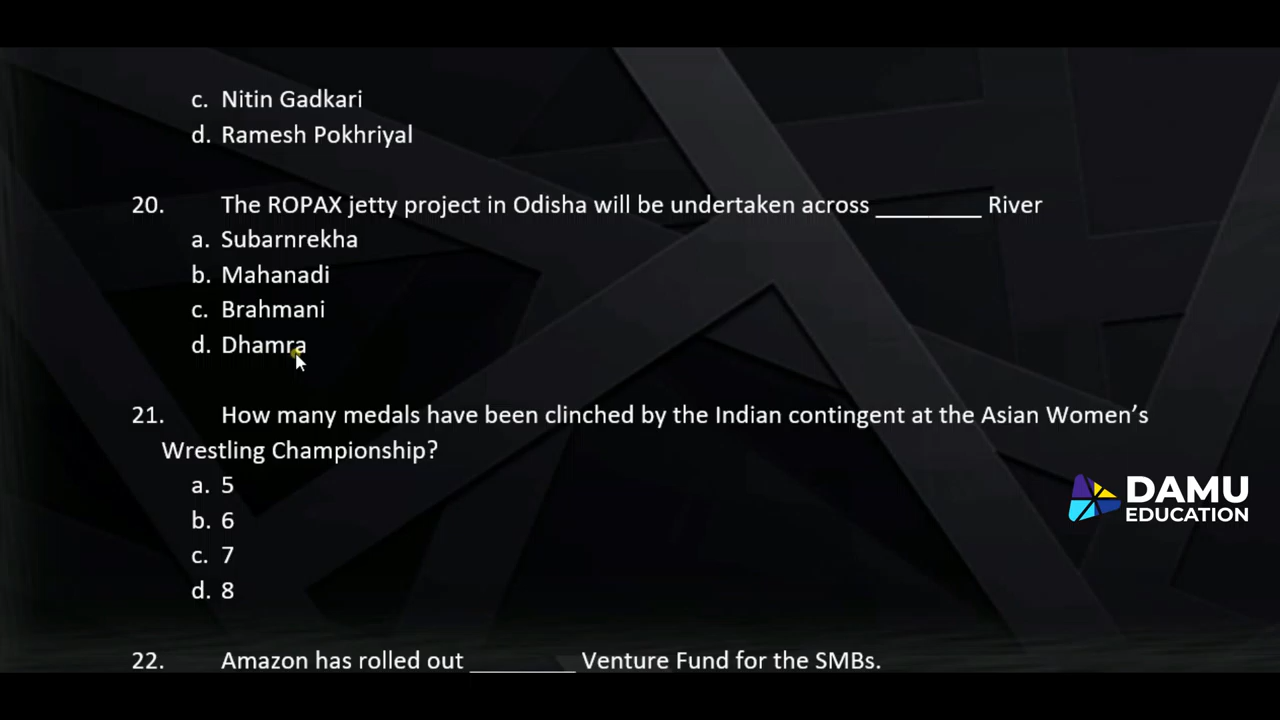 c. Nitin Gadkari
d. Ramesh Pokhriyal
20. The ROPAX jetty project in Odisha will be undertaken across ________ River
a. Subarnrekha
b. Mahanadi
c. Brahmani
d. Dhamra
21. How many medals have been clinched by the Indian contingent at the Asian Women’s
Wrestling Championship?
a. 5
b. 6
c. 7
d. 8
DAMU
EDUCATION
22. Amazon has rolled out ________ Venture Fund for the SMBs.